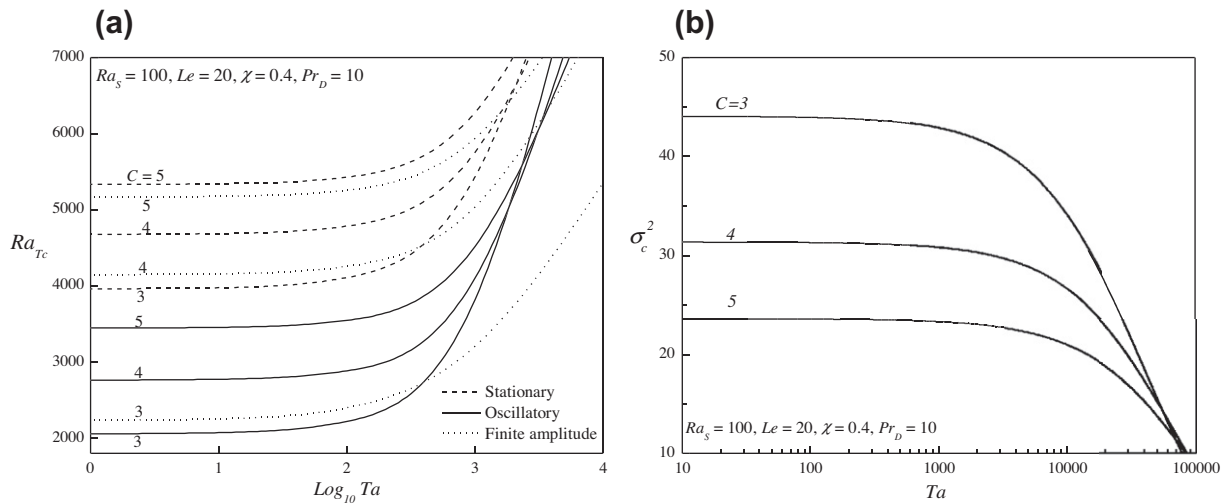 (a)
7000
Ra_S = 100, Le = 20, χ = 0.4, Pr_D = 10
6000
C = 5
5
5000
4
Ra_Tc
4
4000
3
5
3000
4
Stationary
3
Oscillatory
Finite amplitude
2000
3
0 1 2 3 4
Log_10 Ta
(b)
50
C=3
40
4
σ_c^2
30
5
20
Ra_S = 100, Le = 20, χ = 0.4, Pr_D = 10
10
10 100 1000 10000 100000
Ta